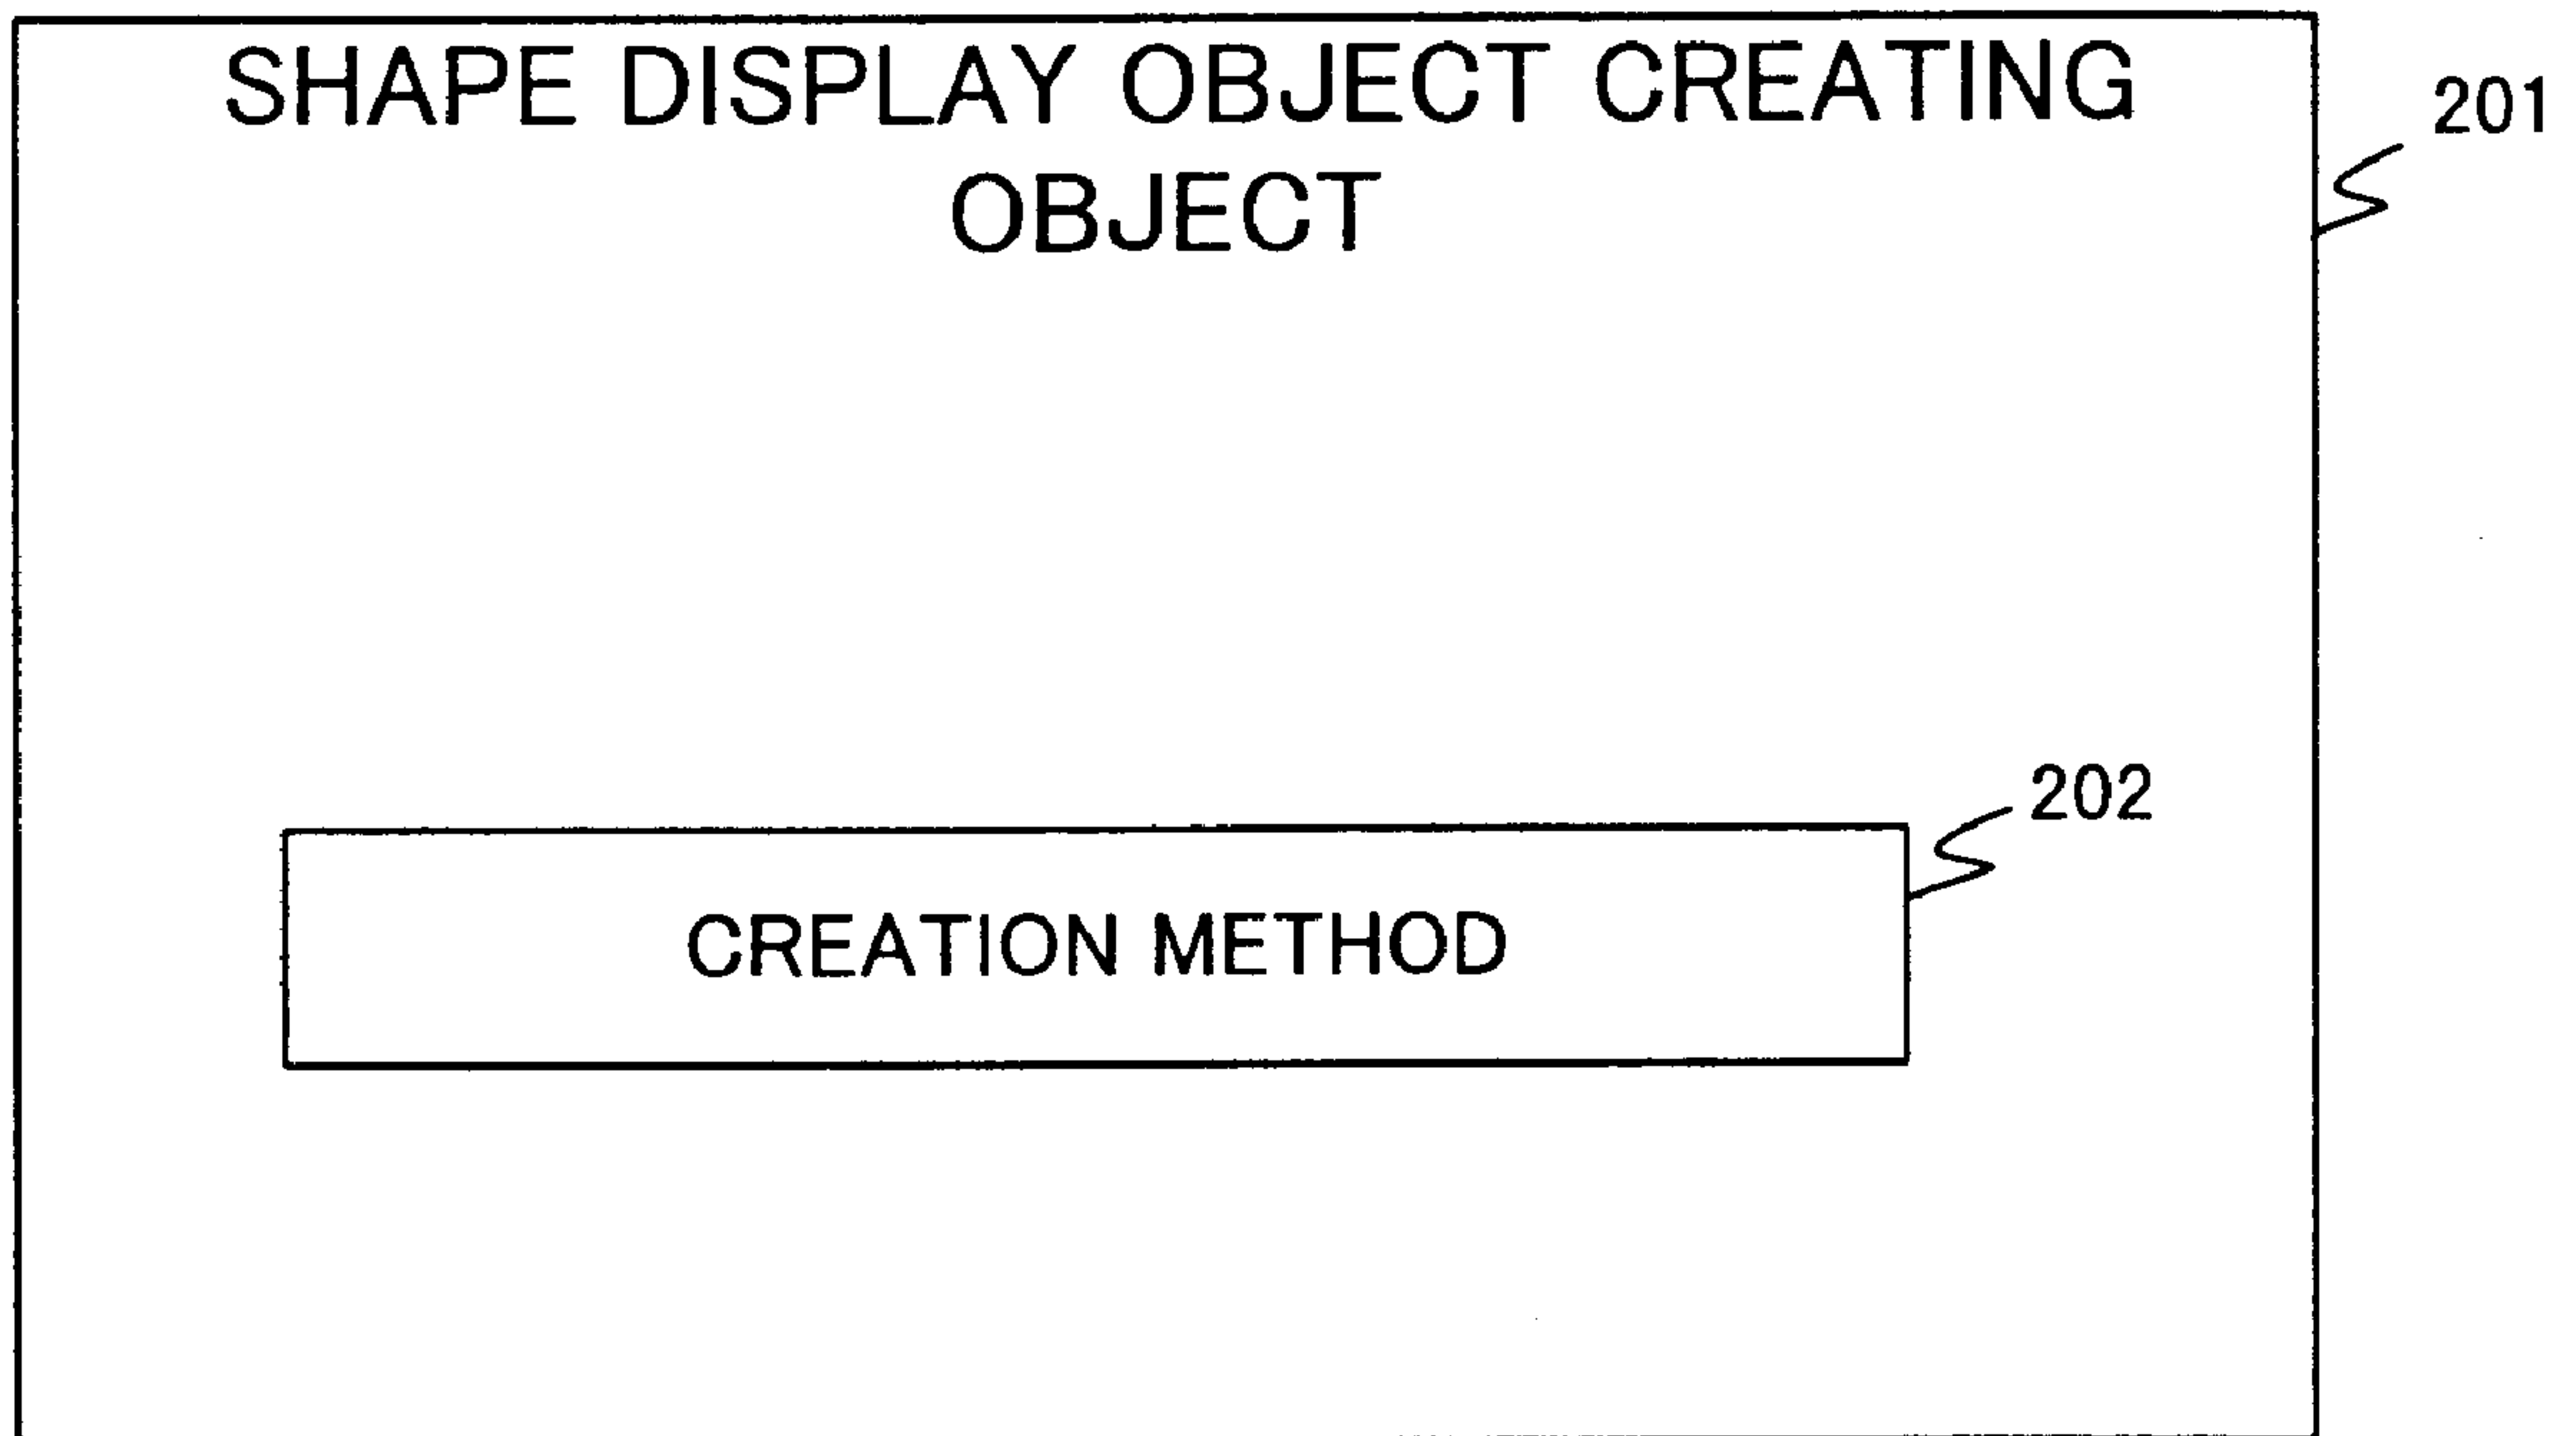 SHAPE DISPLAY OBJECT CREATING
OBJECT
201
202
CREATION METHOD